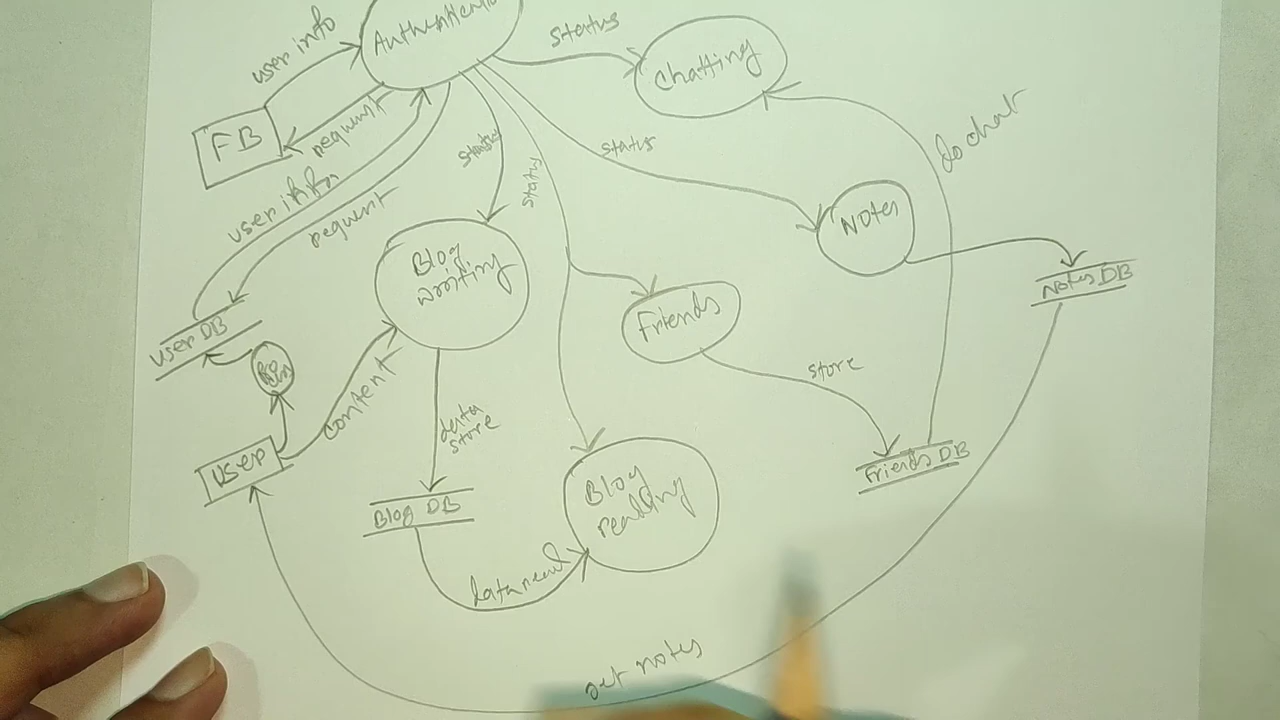 user info
Authenticatio
status
Chatting
FB
request
status
status
status
Notes
do chat
user info
request
Blog
writing
Notes DB
Friends
user DB
content
store
data
store
user
Friends DB
Blog DB
Blog
reading
data read
get notes